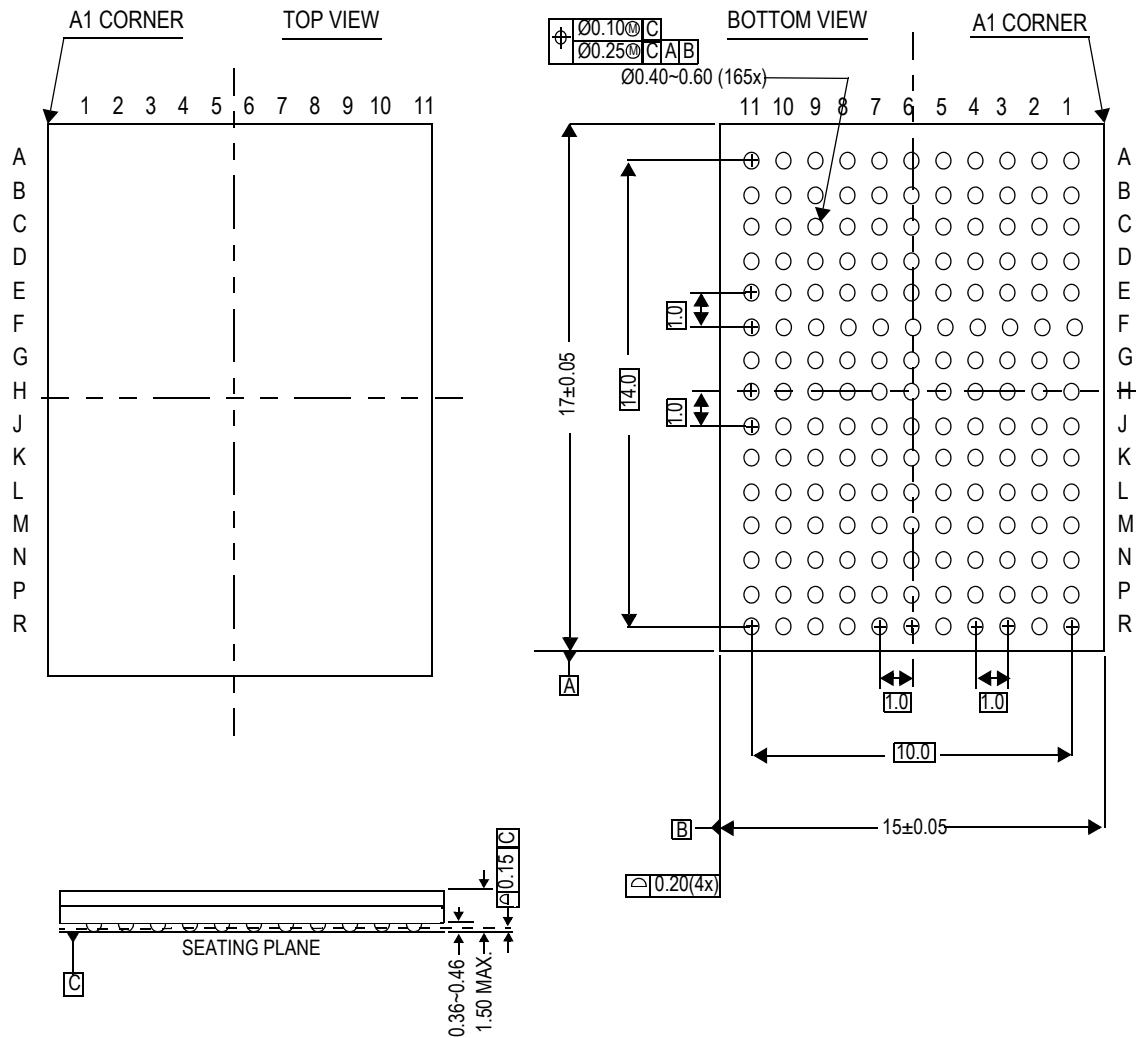 A1 CORNER
TOP VIEW
1 2 3 4 5 6 7 8 9 10 11
A
B
C
D
E
F
G
H
J
K
L
M
N
P
R
Ø0.10Ⓜ C
Ø0.25Ⓜ C A B
Ø0.40~0.60 (165x)
BOTTOM VIEW
A1 CORNER
11 10 9 8 7 6 5 4 3 2 1
A
B
C
D
E
F
G
H
J
K
L
M
N
P
R
17±0.05
14.0
1.0
1.0
A
1.0
1.0
10.0
B
15±0.05
0.20(4x)
0.15 C
SEATING PLANE
C
0.36~0.46
1.50 MAX.